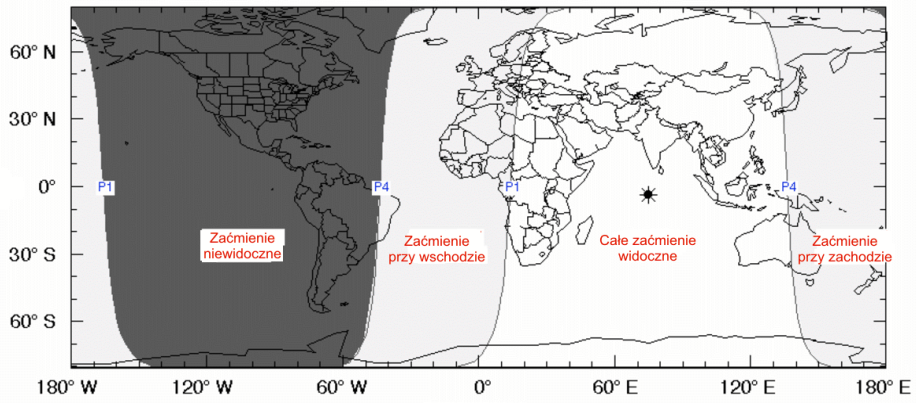 60° N
30° N
0°
30° S
60° S
P1
P4
P1
P4
Zaćmienie
niewidoczne
Zaćmienie
przy wschodzie
Całe zaćmienie
widoczne
Zaćmienie
przy zachodzie
180° W
120° W
60° W
0°
60° E
120° E
180° E